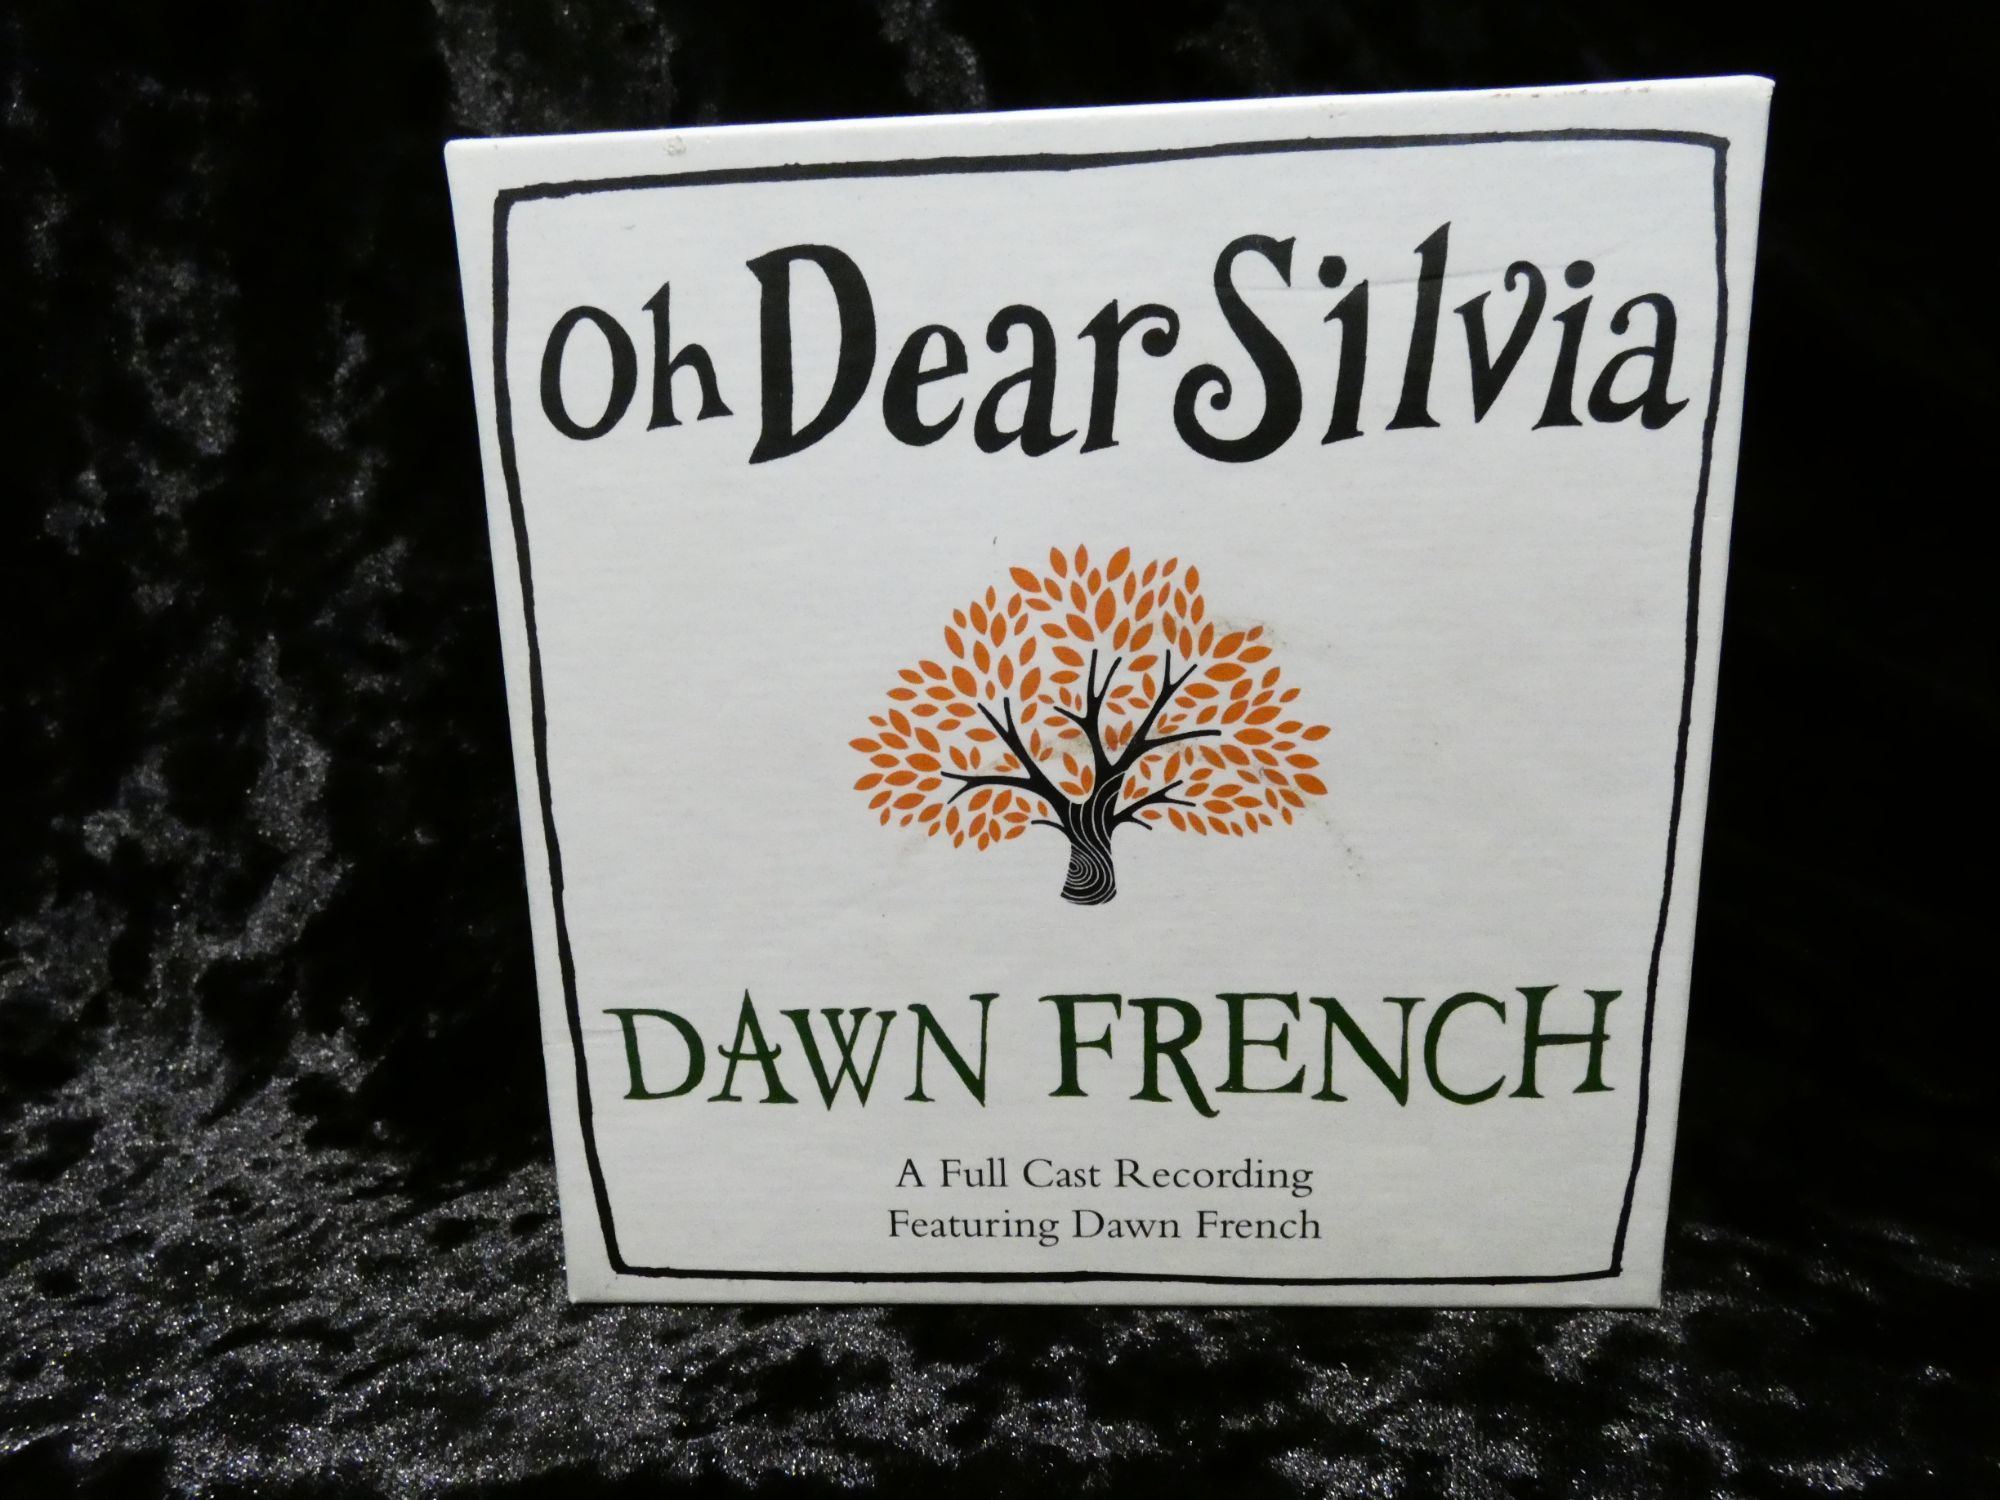 Oh Dear Silvia
DAWN FRENCH
A Full Cast Recording
Featuring Dawn French